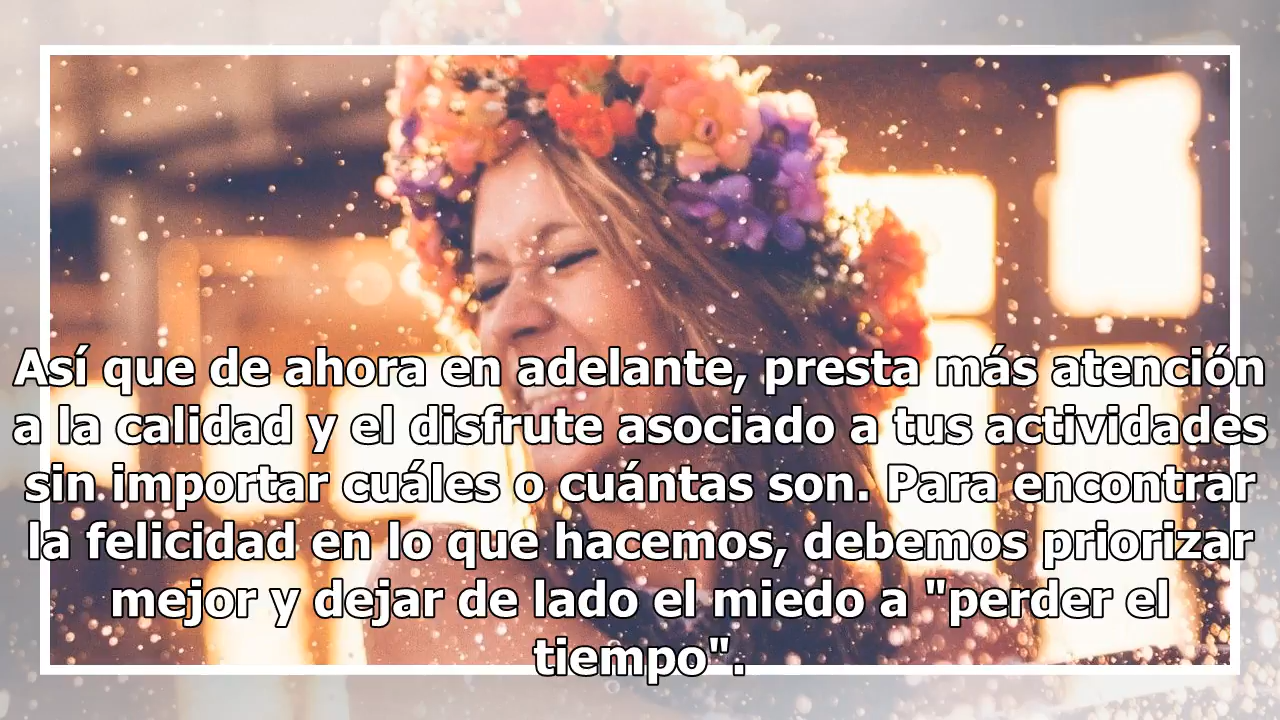 Así que de ahora en adelante, presta más atención
a la calidad y el disfrute asociado a tus actividades
sin importar cuáles o cuántas son. Para encontrar
la felicidad en lo que hacemos, debemos priorizar
mejor y dejar de lado el miedo a "perder el
tiempo".